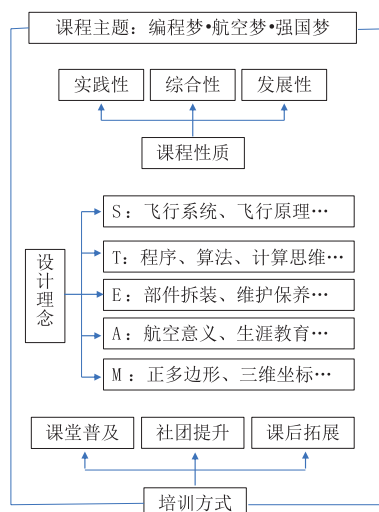 课程主题：编程梦•航空梦•强国梦
实践性 综合性 发展性
课程性质
设计理念
S：飞行系统、飞行原理…
T：程序、算法、计算思维…
E：部件拆装、维护保养…
A：航空意义、生涯教育…
M：正多边形、三维坐标…
课堂普及 社团提升 课后拓展
培训方式